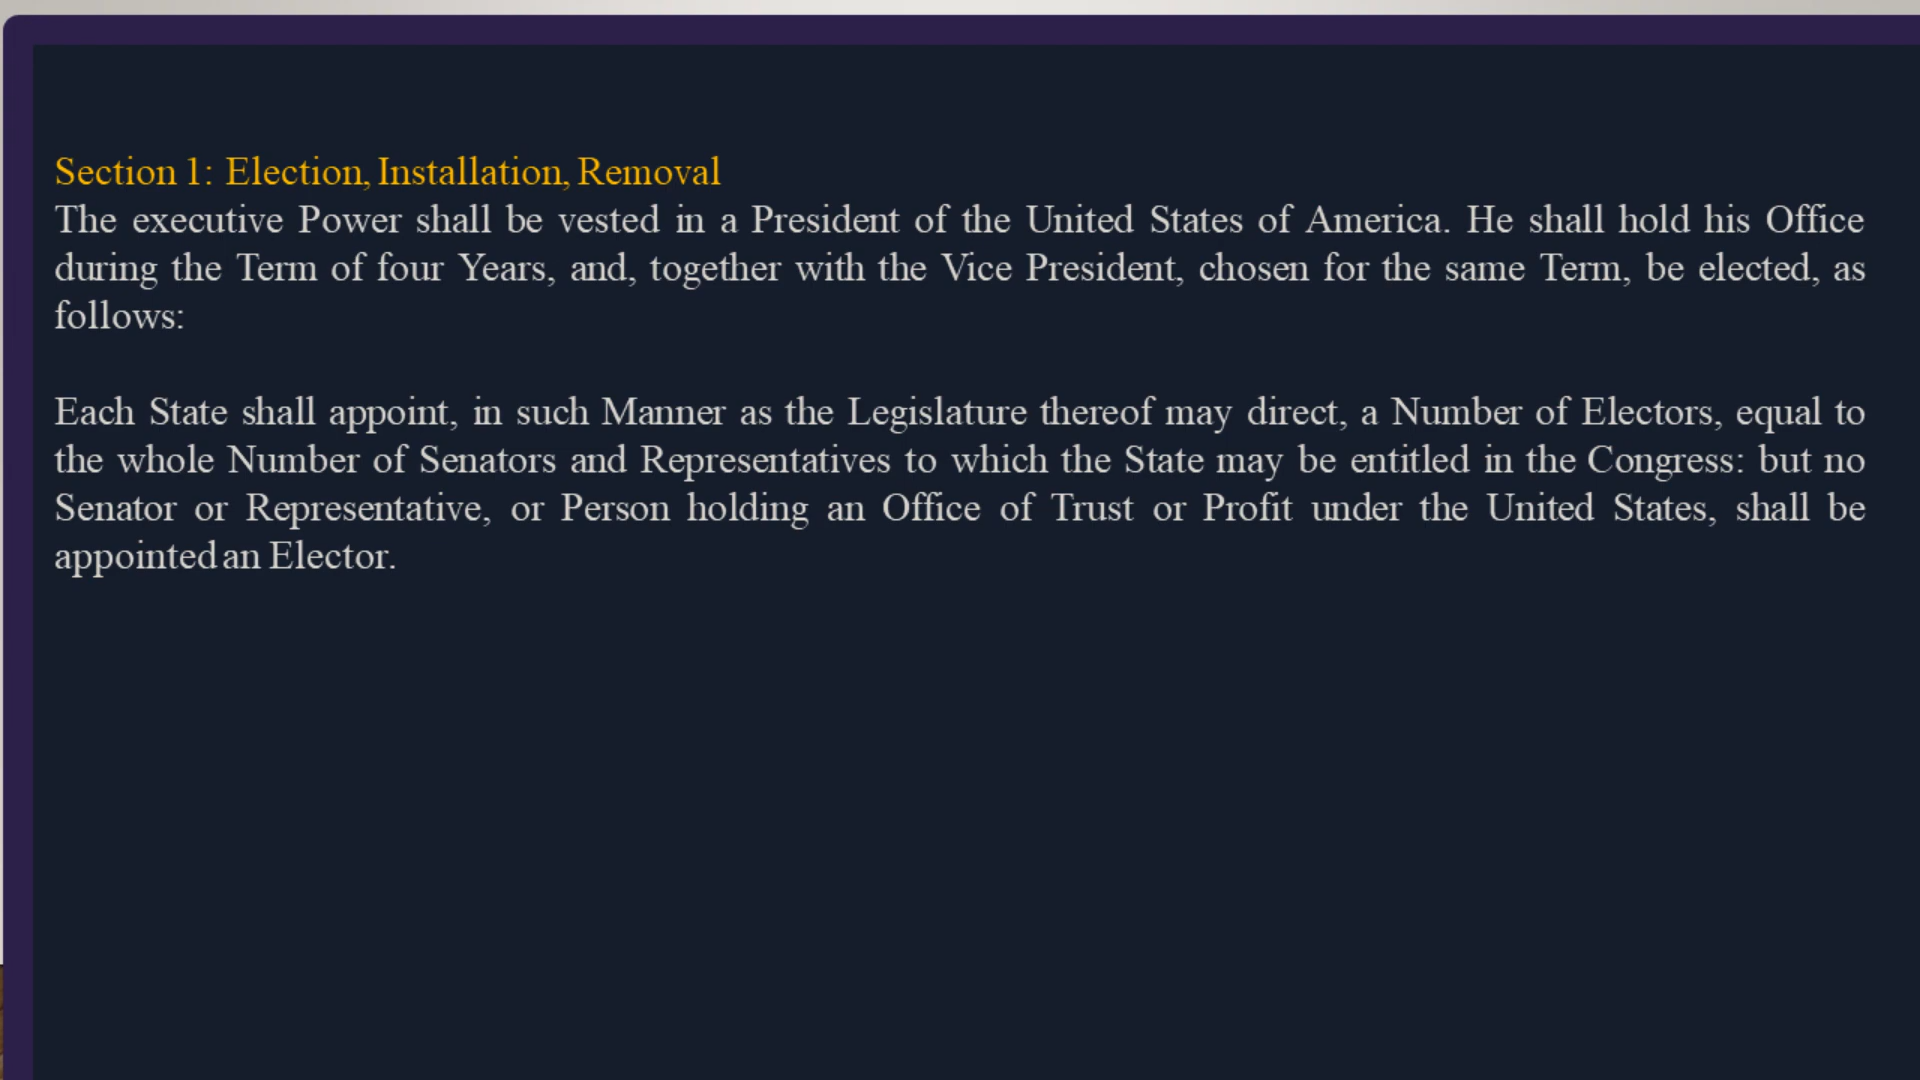 Section 1: Election, Installation, Removal
The executive Power shall be vested in a President of the United States of America. He shall hold his Office
during the Term of four Years, and, together with the Vice President, chosen for the same Term, be elected, as
follows:
Each State shall appoint, in such Manner as the Legislature thereof may direct, a Number of Electors, equal to
the whole Number of Senators and Representatives to which the State may be entitled in the Congress: but no
Senator or Representative, or Person holding an Office of Trust or Profit under the United States, shall be
appointed an Elector.